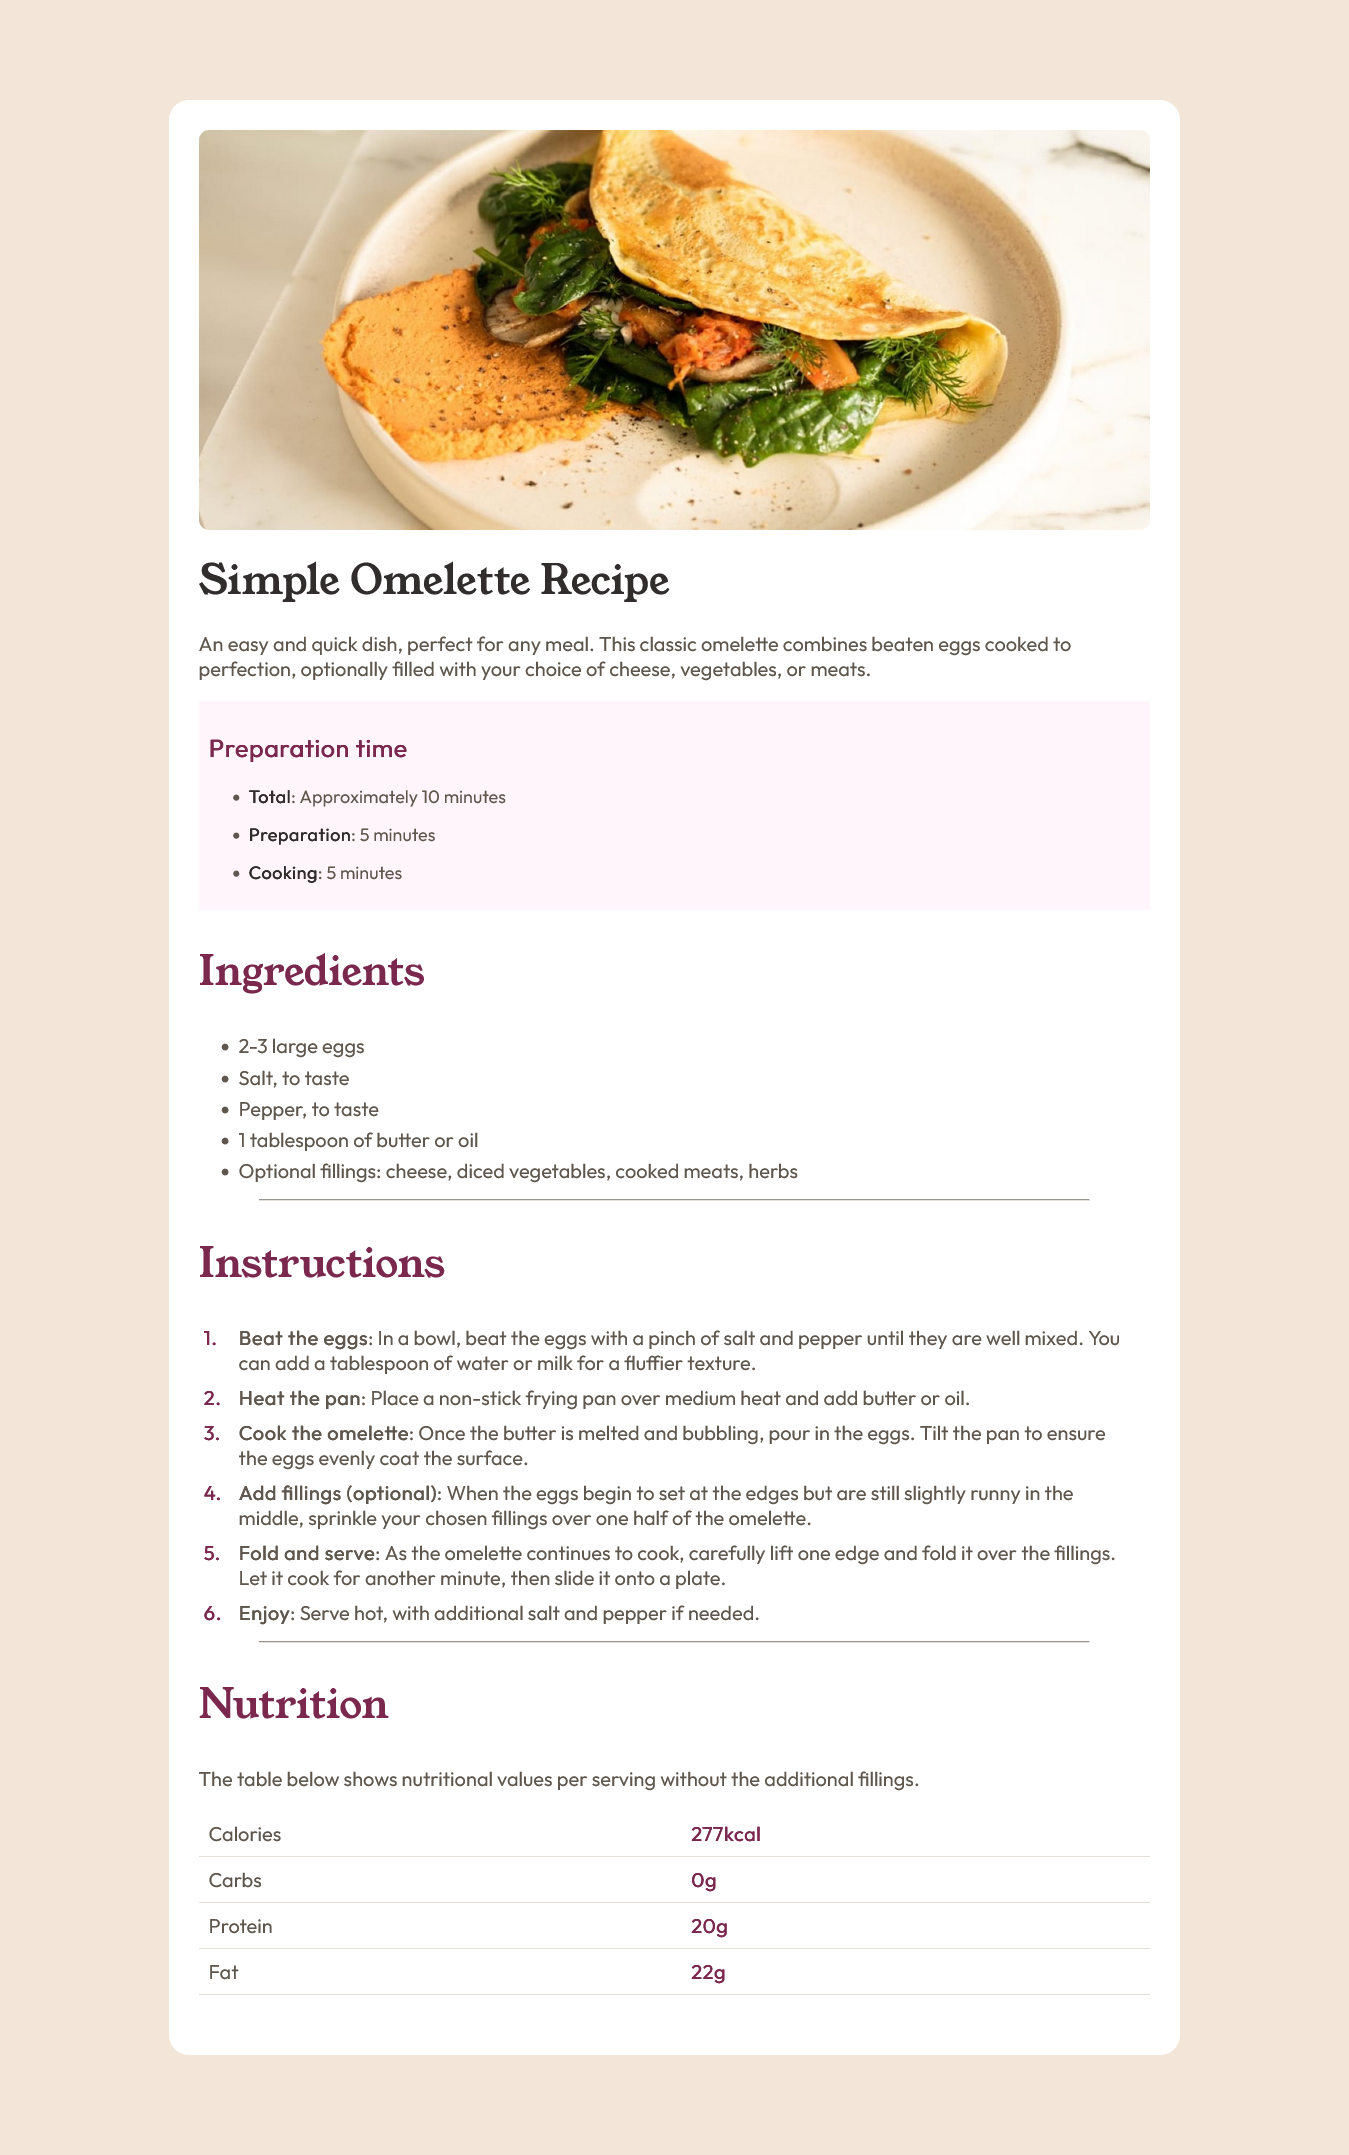 Simple Omelette Recipe
An easy and quick dish, perfect for any meal. This classic omelette combines beaten eggs cooked to
perfection, optionally filled with your choice of cheese, vegetables, or meats.
Preparation time
• Total: Approximately 10 minutes
• Preparation: 5 minutes
• Cooking: 5 minutes
Ingredients
• 2-3 large eggs
• Salt, to taste
• Pepper, to taste
• 1 tablespoon of butter or oil
• Optional fillings: cheese, diced vegetables, cooked meats, herbs
Instructions
1. Beat the eggs: In a bowl, beat the eggs with a pinch of salt and pepper until they are well mixed. You
can add a tablespoon of water or milk for a fluffier texture.
2. Heat the pan: Place a non-stick frying pan over medium heat and add butter or oil.
3. Cook the omelette: Once the butter is melted and bubbling, pour in the eggs. Tilt the pan to ensure
the eggs evenly coat the surface.
4. Add fillings (optional): When the eggs begin to set at the edges but are still slightly runny in the
middle, sprinkle your chosen fillings over one half of the omelette.
5. Fold and serve: As the omelette continues to cook, carefully lift one edge and fold it over the fillings.
Let it cook for another minute, then slide it onto a plate.
6. Enjoy: Serve hot, with additional salt and pepper if needed.
Nutrition
The table below shows nutritional values per serving without the additional fillings.
Calories 277kcal
Carbs 0g
Protein 20g
Fat 22g